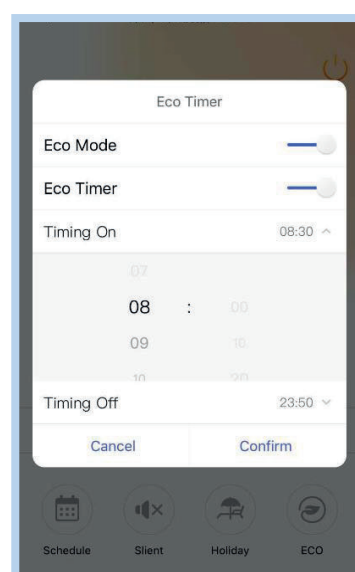 Eco Timer
Eco Mode
Eco Timer
Timing On 08:30
07
08 : 00
09 10
10 20
Timing Off 23:50
Cancel Confirm
Schedule Slient Holiday ECO